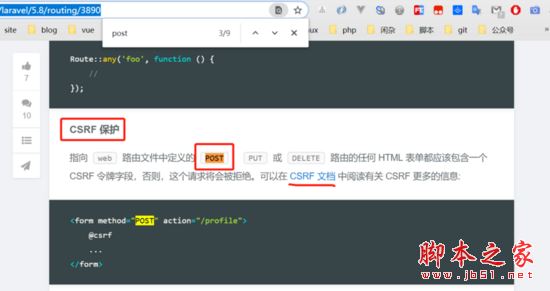 /laravel/5.8/routing/3890
site blog vue php 闲杂 脚本 git 公众号
post 3/9
Route::any('foo', function () {
//
});
7
CSRF 保护
10
指向 web 路由文件中定义的 POST PUT 或 DELETE 路由的任何 HTML 表单都应该包含一个
CSRF 令牌字段，否则，这个请求将会被拒绝。可以在 CSRF 文档 中阅读有关 CSRF 更多的信息:
<form method="POST" action="/profile">
@csrf
...
</form>
脚本之家
www.jb51.net